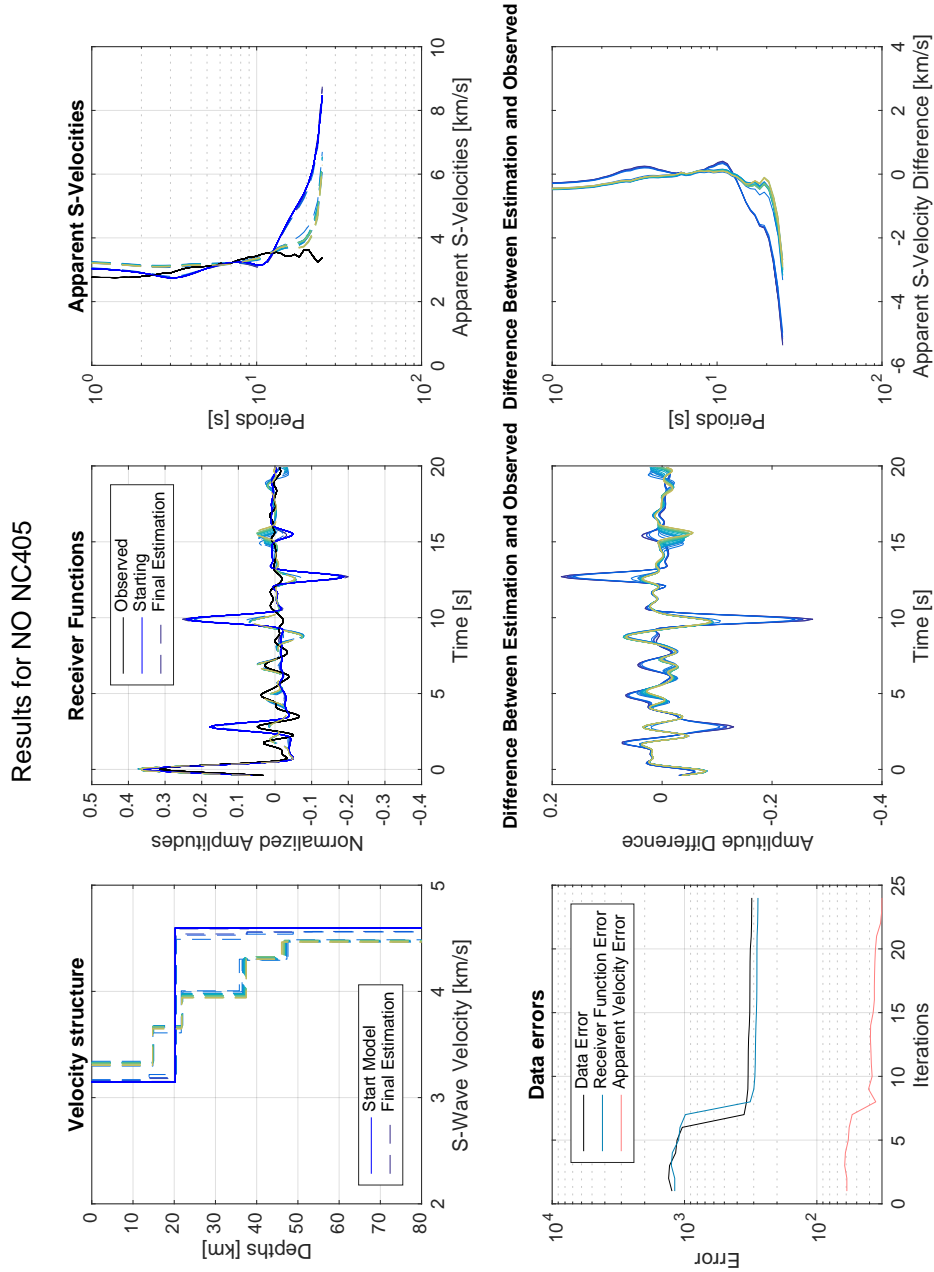 Results for NO NC405
Velocity structure
0
10
20
30
40
50
60
70
80
Depths [km]
2
3
4
5
S-Wave Velocity [km/s]
Start Model
Final Estimation
Receiver Functions
0.5
0.4
0.3
0.2
0.1
0
-0.1
-0.2
-0.3
-0.4
Normalized Amplitudes
0
5
10
15
20
Time [s]
Observed
Starting
Final Estimation
Apparent S-Velocities
10^0
10^1
10^2
Periods [s]
0
2
4
6
8
10
Apparent S-Velocities [km/s]
Data errors
10^4
10^3
10^2
Error
0
5
10
15
20
25
Iterations
Data Error
Receiver Function Error
Apparent Velocity Error
Difference Between Estimation and Observed
0.2
0
-0.2
-0.4
Amplitude Difference
0
5
10
15
20
Time [s]
Difference Between Estimation and Observed
10^0
10^1
10^2
Periods [s]
-6
-4
-2
0
2
4
Apparent S-Velocity Difference [km/s]